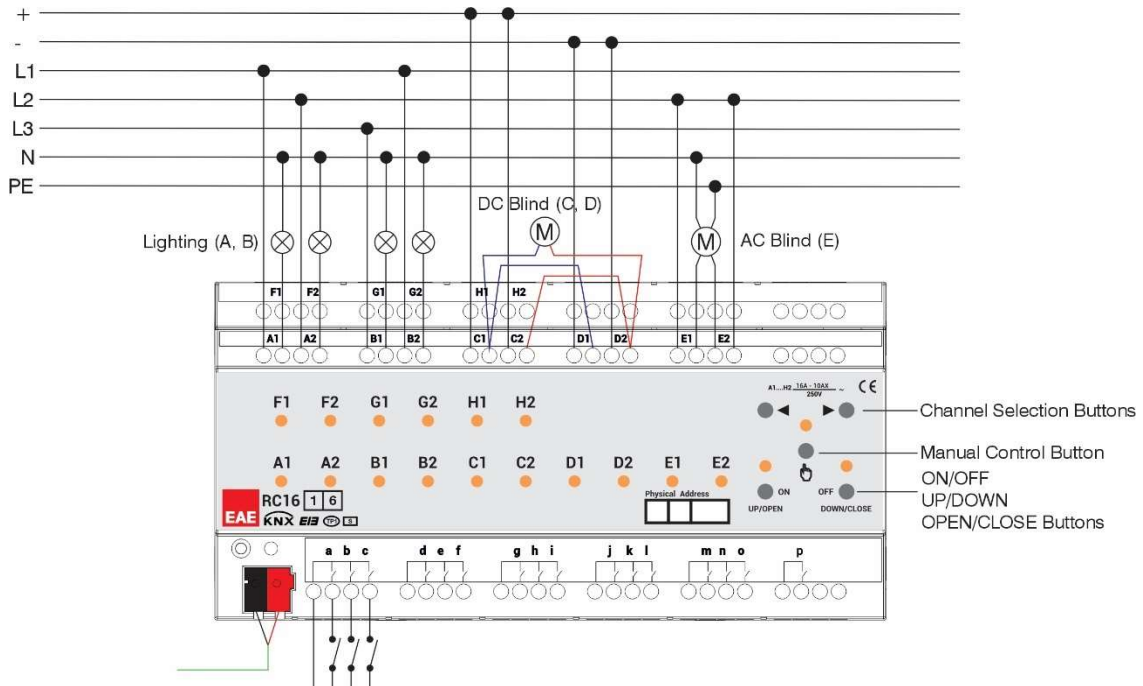 +
-
L1
L2
L3
N
PE
DC Blind (C, D)
Lighting (A, B)
AC Blind (E)
F1 F2 G1 G2 H1 H2
A1 A2 B1 B2 C1 C2 D1 D2 E1 E2
M
M
A1...H2 16A - 10AX ~
250V
CE
F1 F2 G1 G2 H1 H2
A1 A2 B1 B2 C1 C2 D1 D2 E1 E2
Channel Selection Buttons
Manual Control Button
ON/OFF
UP/DOWN
OPEN/CLOSE Buttons
EAE
RC16 1 6
KNX EIB TP1 S
Physical Address
ON
UP/OPEN
OFF
DOWN/CLOSE
a b c d e f g h i j k l m n o p